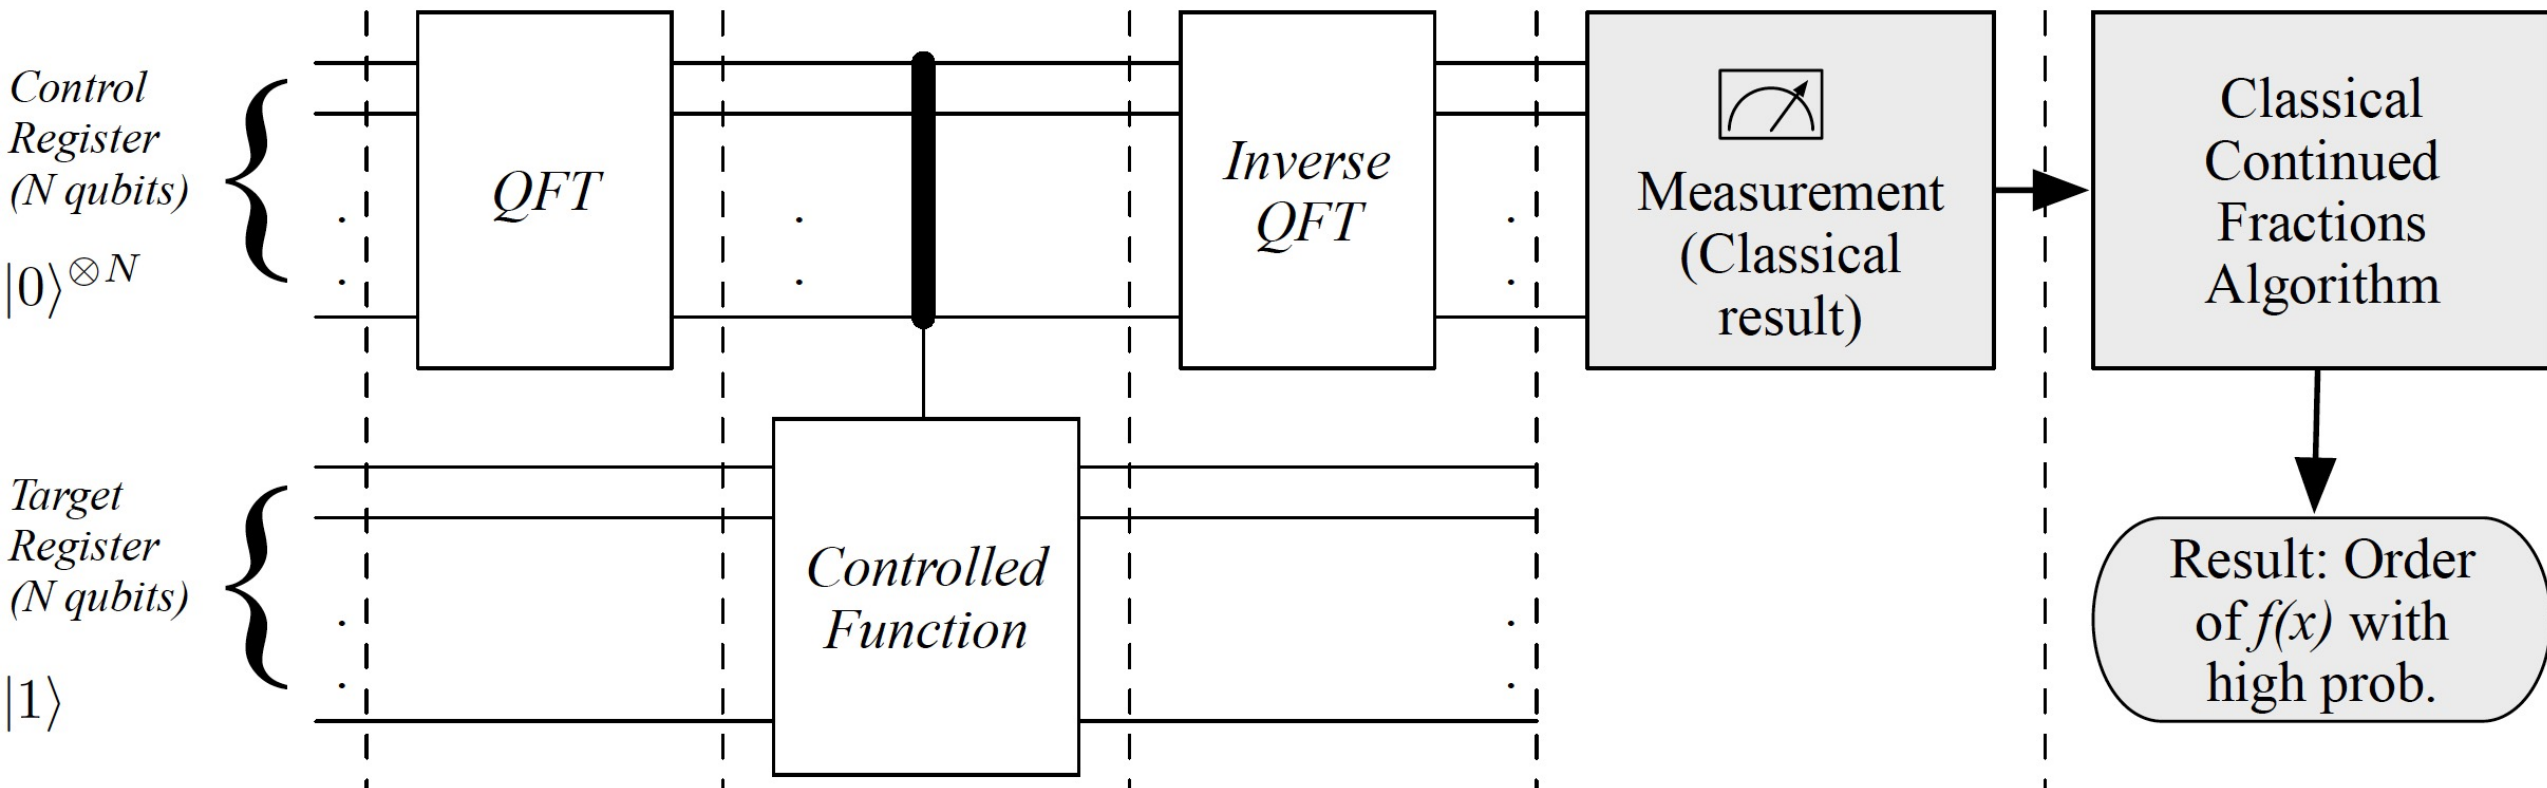 Control
Register
(N qubits)
|0⟩⊗N
QFT
Inverse
QFT
Measurement
(Classical
result)
Classical
Continued
Fractions
Algorithm
Target
Register
(N qubits)
|1⟩
Controlled
Function
Result: Order
of f(x) with
high prob.